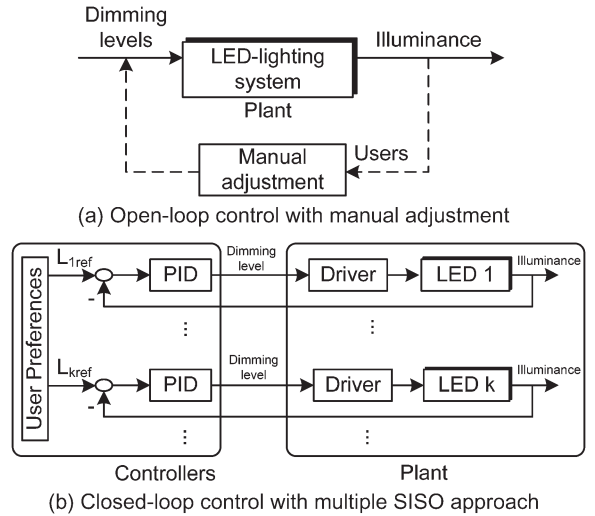 Dimming
levels
LED-lighting
system
Illuminance
Plant
Manual
adjustment
Users
(a) Open-loop control with manual adjustment
User Preferences
L1ref
-
PID
Dimming
level
Driver
LED 1
Illuminance
...
...
Lkref
-
PID
Dimming
level
Driver
LED k
Illuminance
...
...
Controllers
Plant
(b) Closed-loop control with multiple SISO approach